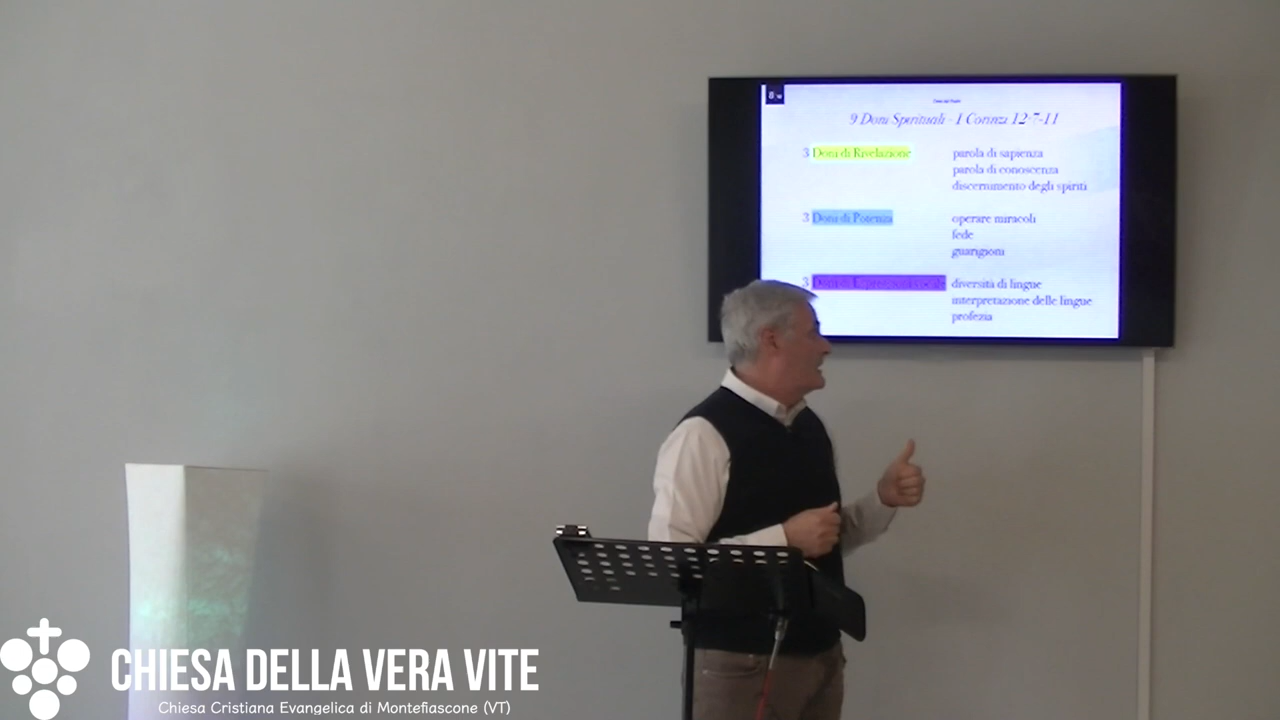 9 Doni Spirituali - 1 Corinzi 12:7-11
3 Doni di Rivelazione
parola di sapienza
parola di conoscenza
discernimento degli spiriti
3 Doni di Potenza
operare miracoli
fede
guarigioni
3
diversità di lingue
interpretazione delle lingue
profezia
CHIESA DELLA VERA VITE
Chiesa Cristiana Evangelica di Montefiascone (VT)